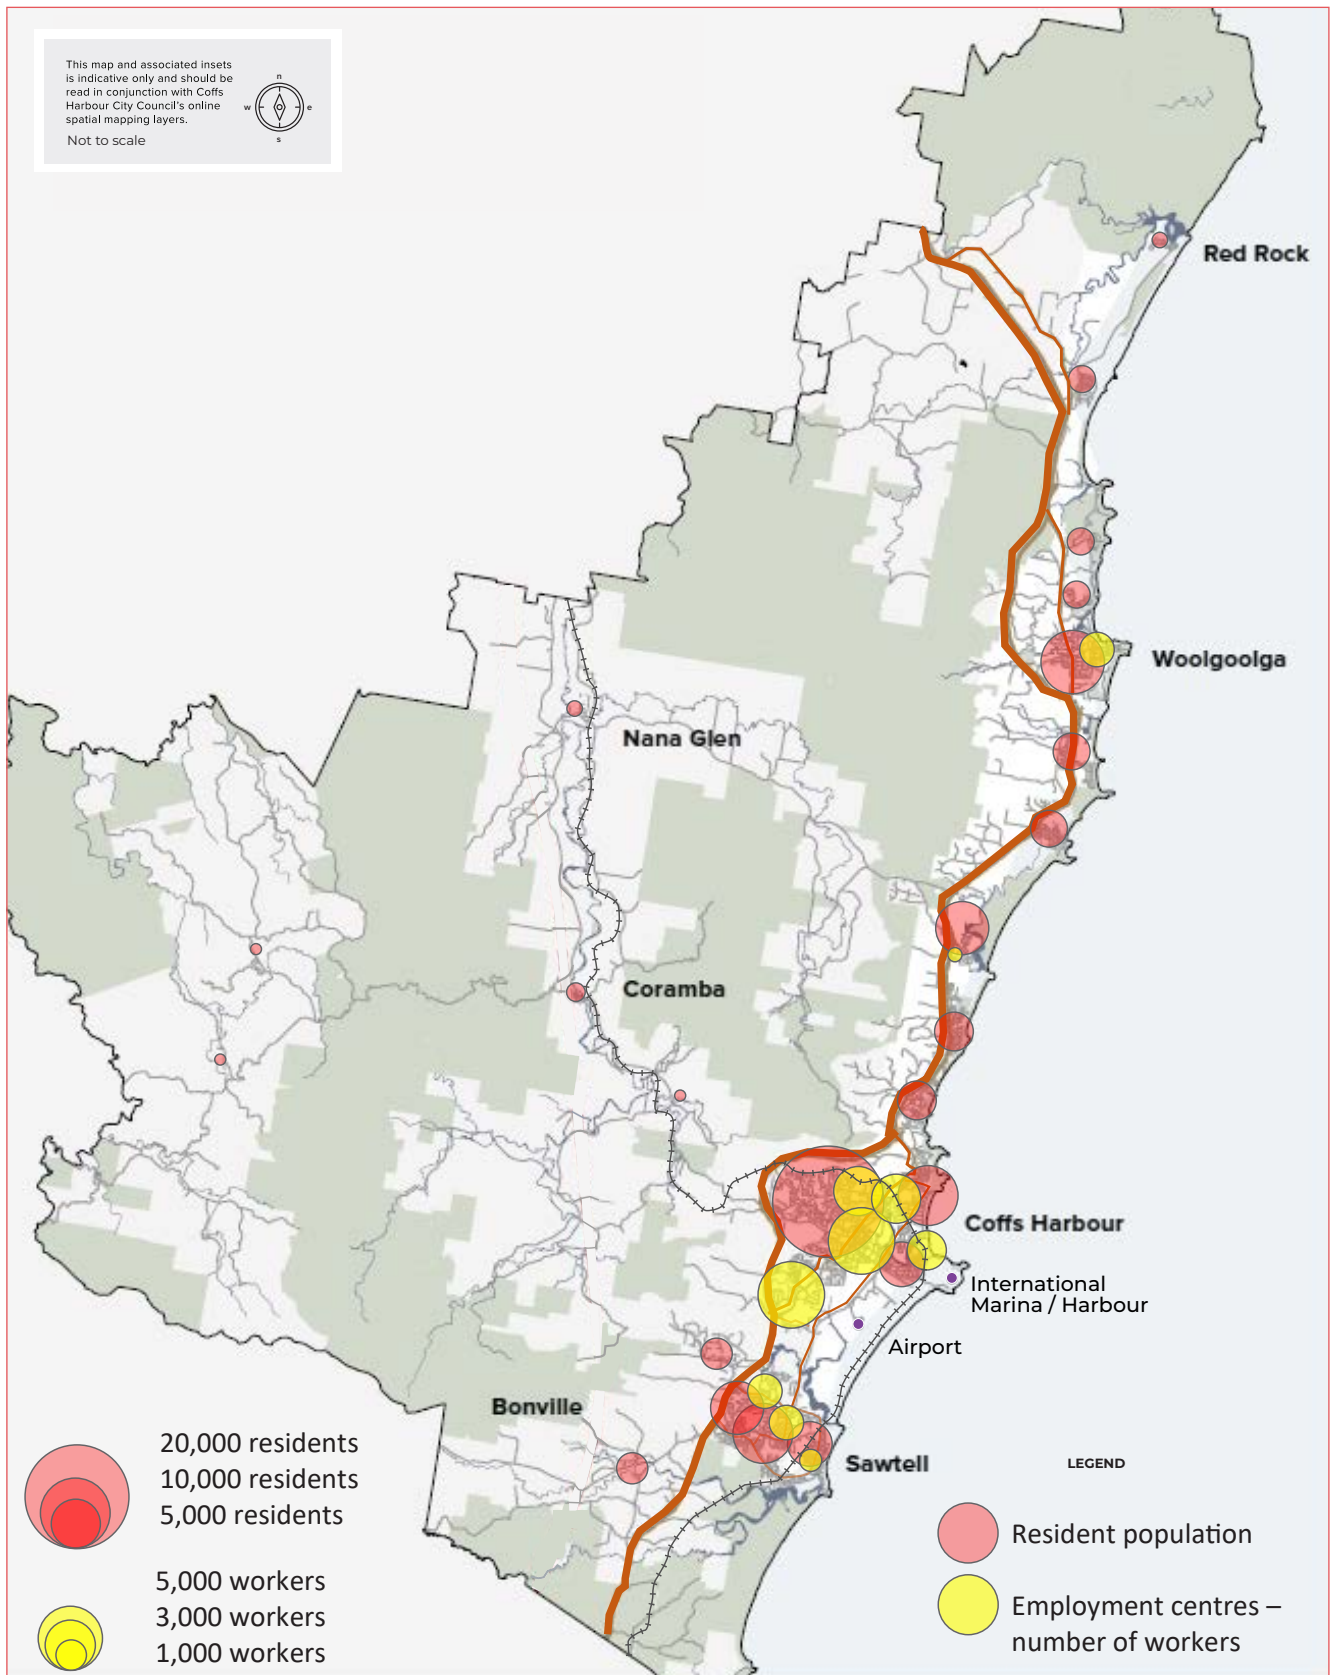 This map and associated insets
is indicative only and should be
read in conjunction with Coffs
Harbour City Council's online
spatial mapping layers.
Not to scale
n
w
e
s
Red Rock
Woolgoolga
Nana Glen
Coramba
Coffs Harbour
International
Marina / Harbour
Airport
Bonville
Sawtell
20,000 residents
10,000 residents
5,000 residents
5,000 workers
3,000 workers
1,000 workers
LEGEND
Resident population
Employment centres –
number of workers